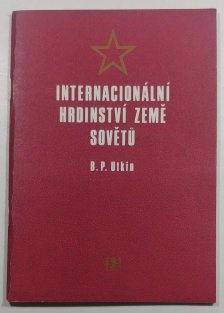 INTERNACIONÁLNÍ
HRDINSTVÍ ZEMĚ
SOVĚTŮ
B. P. Utkin